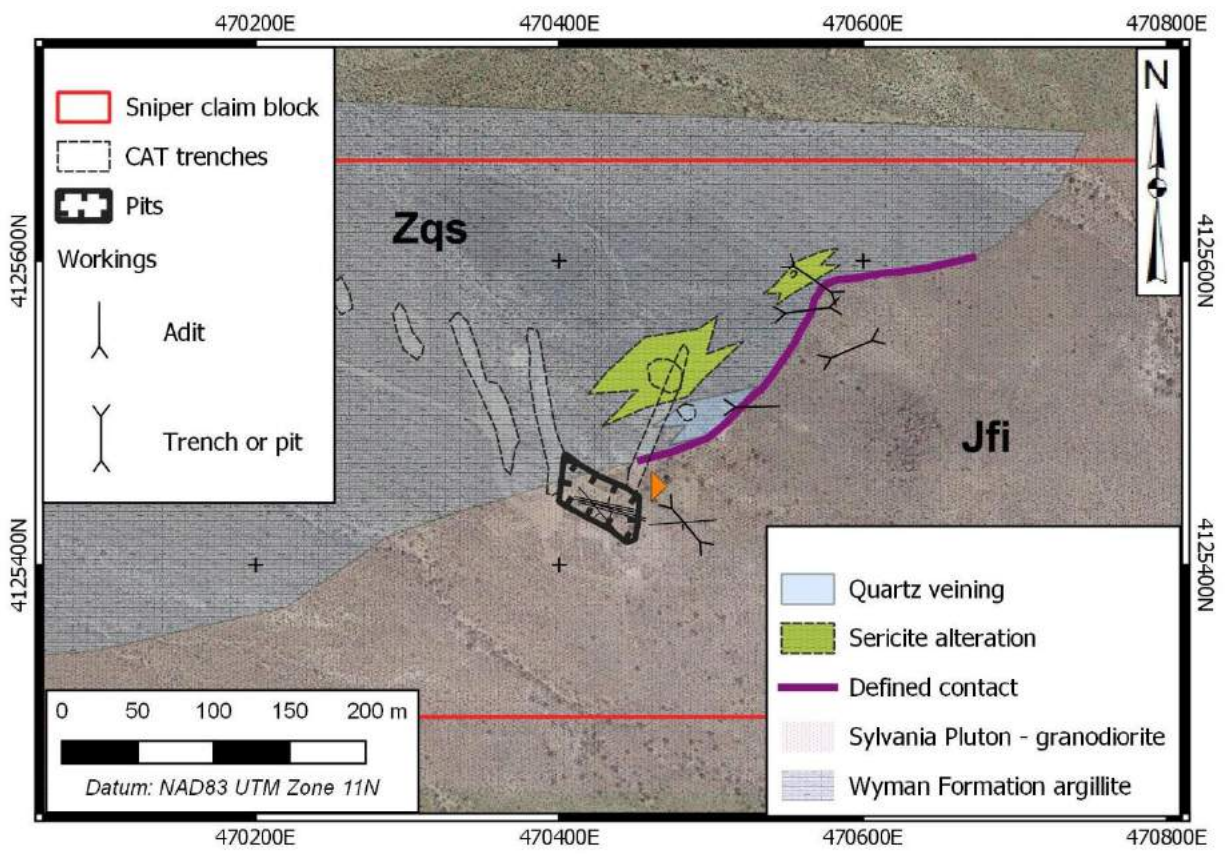 470200E 470400E 470600E 470800E
N
Sniper claim block
CAT trenches
Pits
Workings
Adit
Trench or pit
Zqs
Jfi
4125600N
4125600N
4125400N
4125400N
Quartz veining
Sericite alteration
Defined contact
Sylvania Pluton - granodiorite
Wyman Formation argillite
0 50 100 150 200 m
Datum: NAD83 UTM Zone 11N
470200E 470400E 470600E 470800E